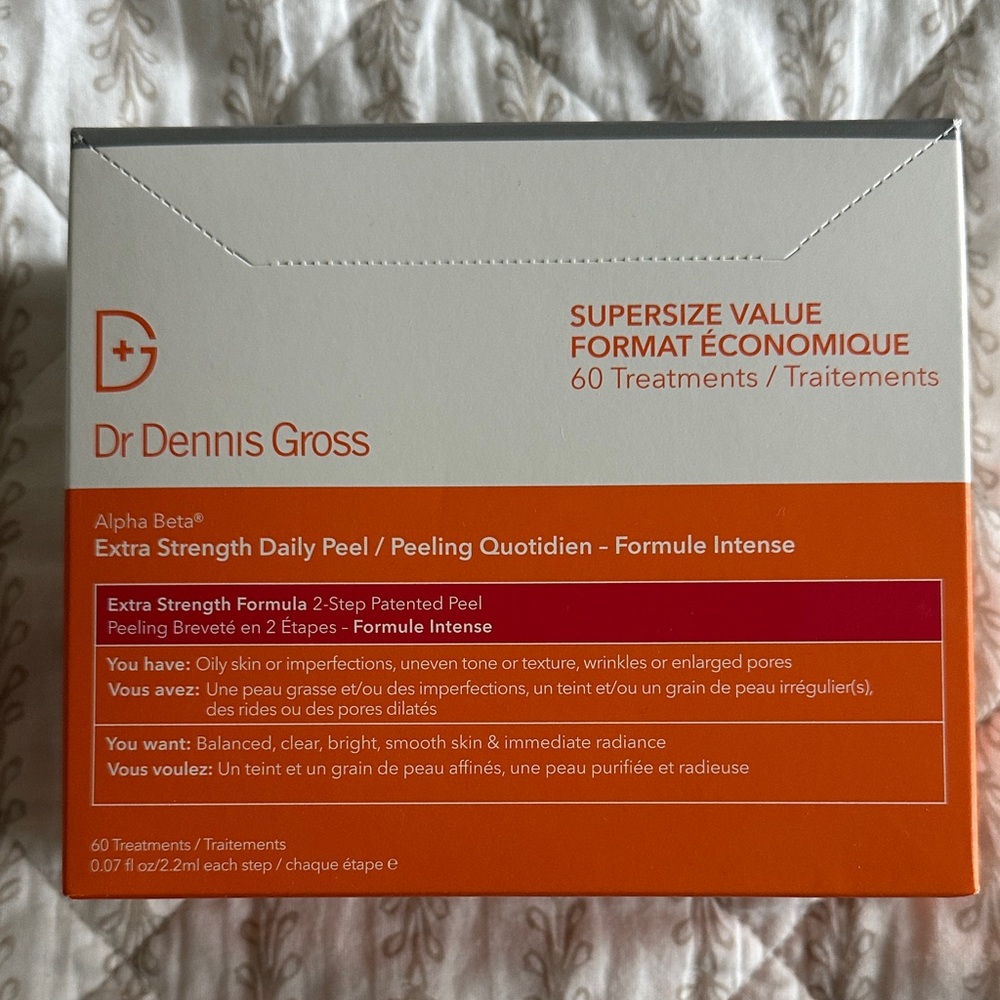 SUPERSIZE VALUE
FORMAT ÉCONOMIQUE
60 Treatments / Traitements
Dr Dennis Gross
Alpha Beta®
Extra Strength Daily Peel / Peeling Quotidien – Formule Intense
Extra Strength Formula 2-Step Patented Peel
Peeling Breveté en 2 Étapes – Formule Intense
You have: Oily skin or imperfections, uneven tone or texture, wrinkles or enlarged pores
Vous avez: Une peau grasse et/ou des imperfections, un teint et/ou un grain de peau irrégulier(s),
des rides ou des pores dilatés
You want: Balanced, clear, bright, smooth skin & immediate radiance
Vous voulez: Un teint et un grain de peau affinés, une peau purifiée et radieuse
60 Treatments / Traitements
0.07 fl oz/2.2ml each step / chaque étape ℮